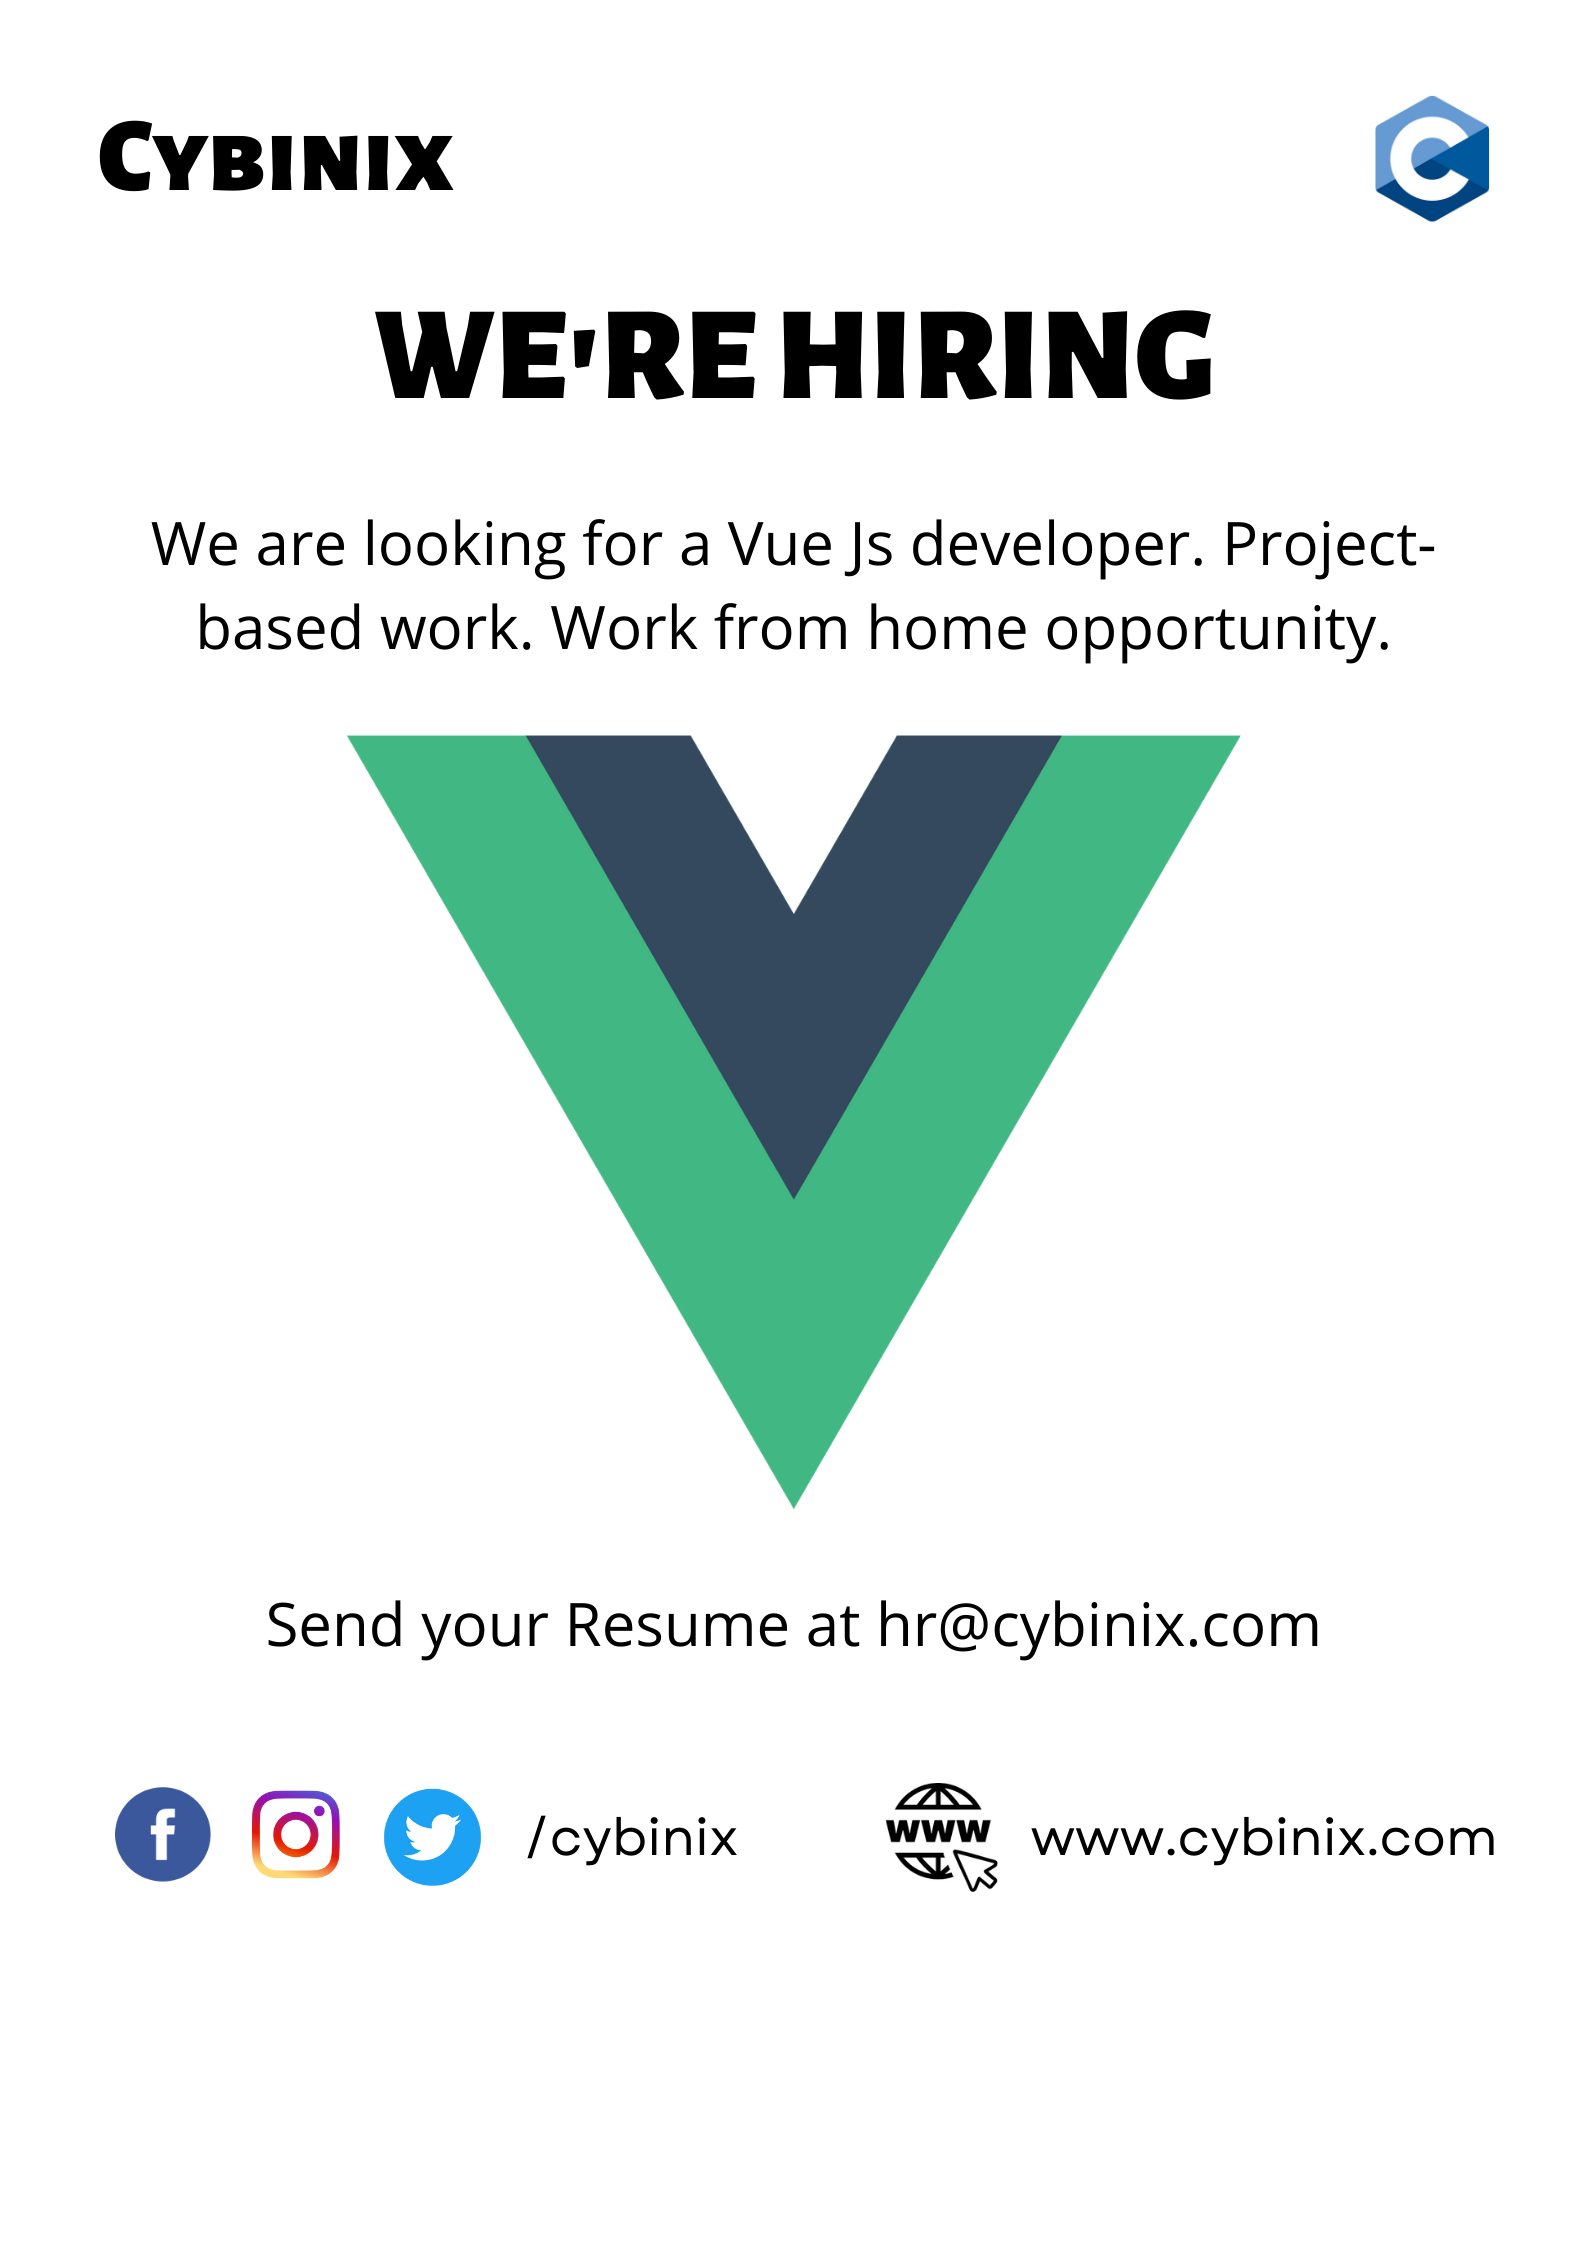 Cybinix
WE'RE HIRING
We are looking for a Vue Js developer. Project-
based work. Work from home opportunity.
Send your Resume at hr@cybinix.com
/cybinix
www
www.cybinix.com